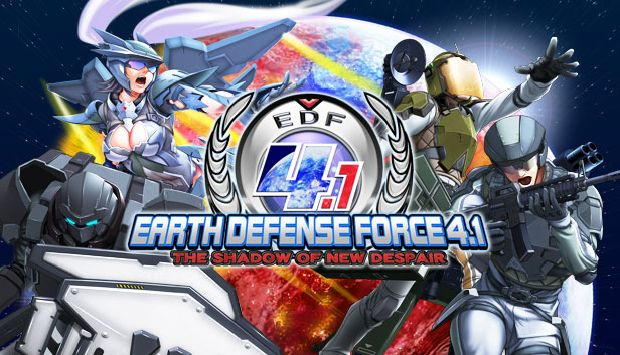 EDF
4.1
EARTH DEFENSE FORCE 4.1
THE SHADOW OF NEW DESPAIR